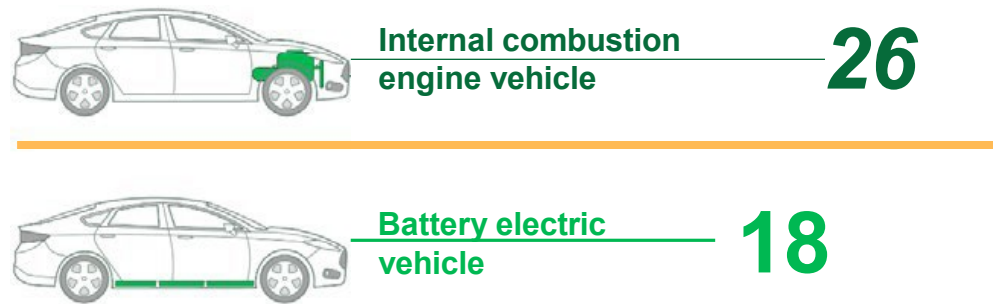 Internal combustion
engine vehicle
26
Battery electric
vehicle
18